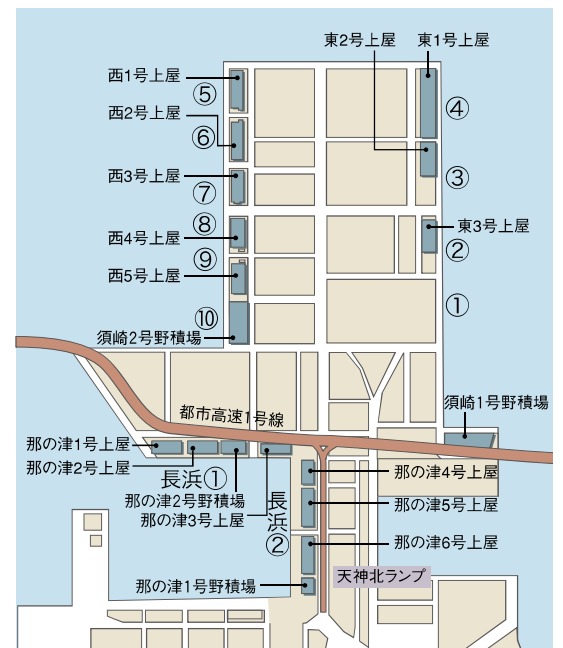 東2号上屋 東1号上屋
西1号上屋
⑤
④
西2号上屋
⑥
西3号上屋
③
⑦
⑧
東3号上屋
西4号上屋
②
⑨
西5号上屋
①
⑩
須崎2号野積場
都市高速1号線
須崎1号野積場
那の津1号上屋
那の津2号上屋
長浜①
那の津4号上屋
那の津2号野積場
長浜②
那の津5号上屋
那の津3号上屋
那の津6号上屋
天神北ランプ
那の津1号野積場